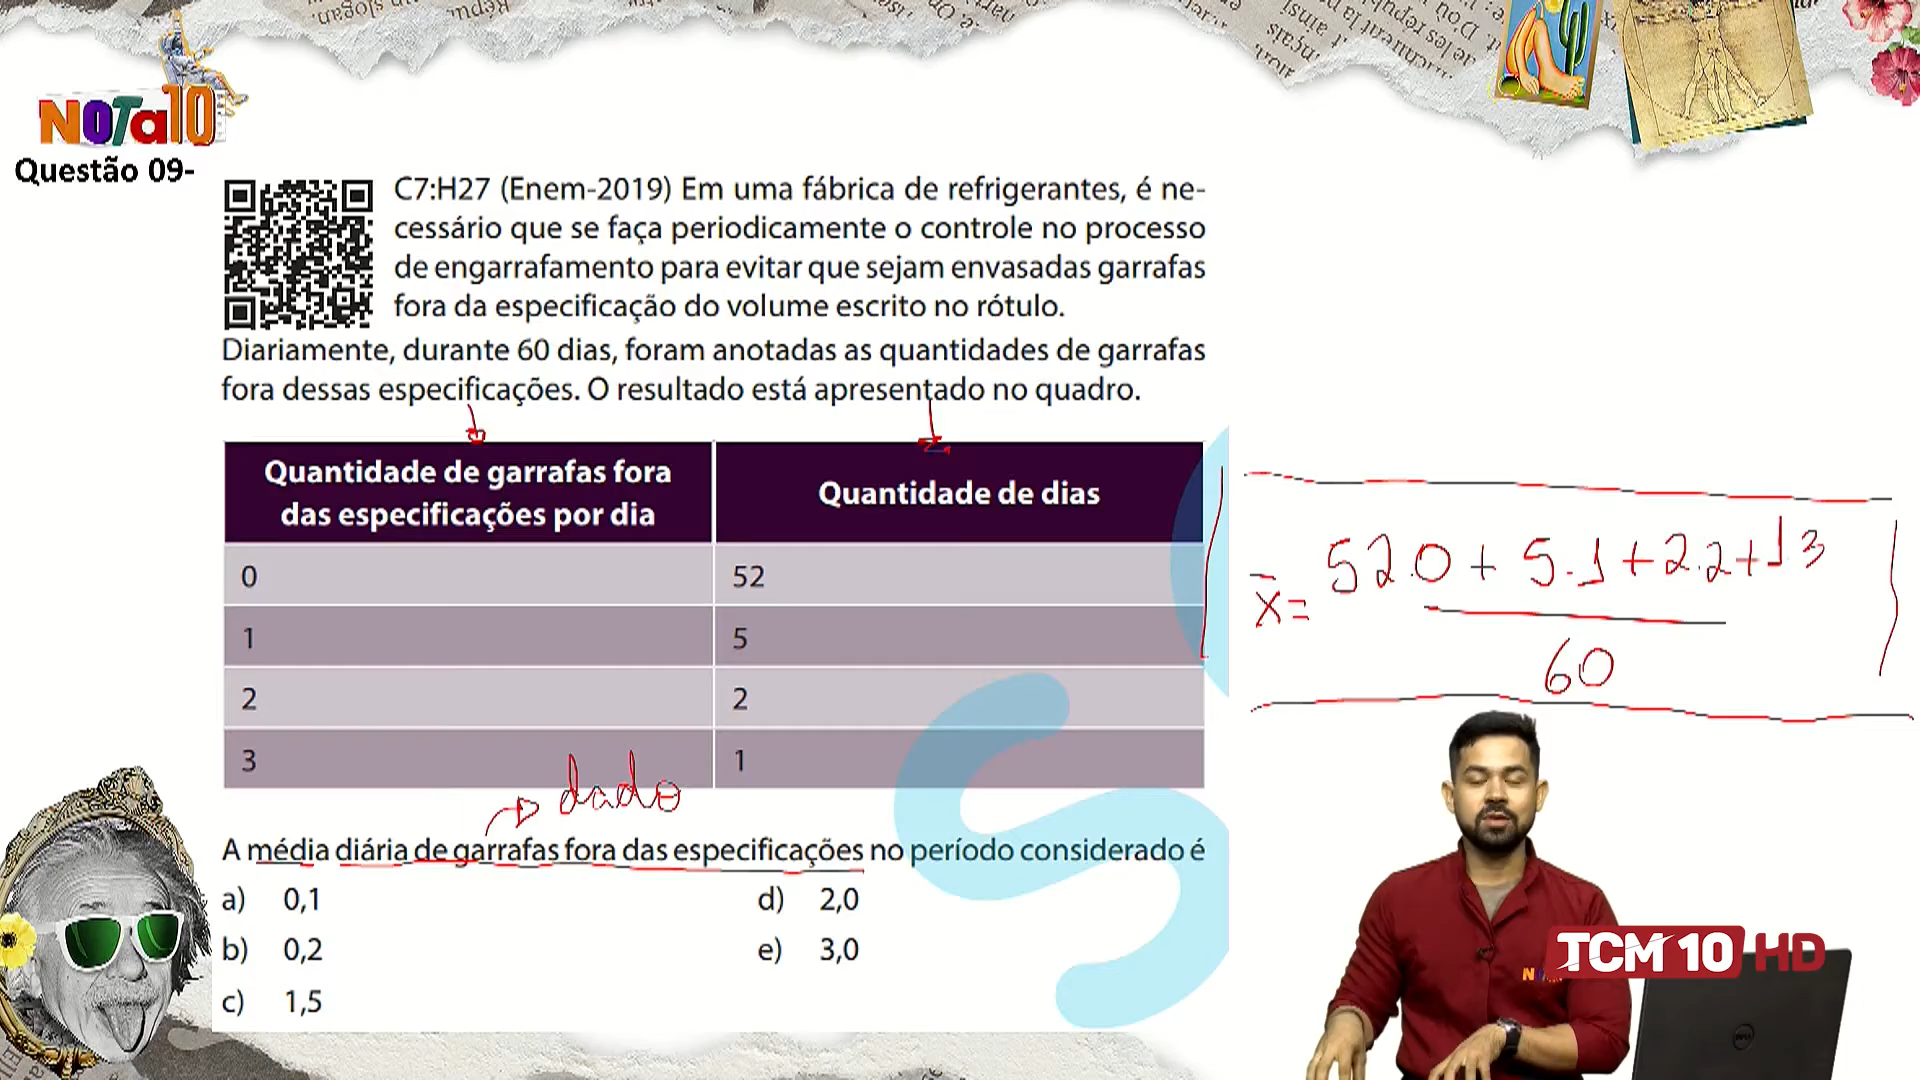 NOTa10
Questão 09-
C7:H27 (Enem-2019) Em uma fábrica de refrigerantes, é ne-
cessário que se faça periodicamente o controle no processo
de engarrafamento para evitar que sejam envasadas garrafas
fora da especificação do volume escrito no rótulo.
Diariamente, durante 60 dias, foram anotadas as quantidades de garrafas
fora dessas especificações. O resultado está apresentado no quadro.
Quantidade de garrafas fora
das especificações por dia
Quantidade de dias
0 52
1 5
2 2
3 1
dado
A média diária de garrafas fora das especificações no período considerado é
a) 0,1
b) 0,2
c) 1,5
d) 2,0
e) 3,0
x̄= 52.0 + 5.1 + 2.2 + 1 3
60
TCM 10 HD